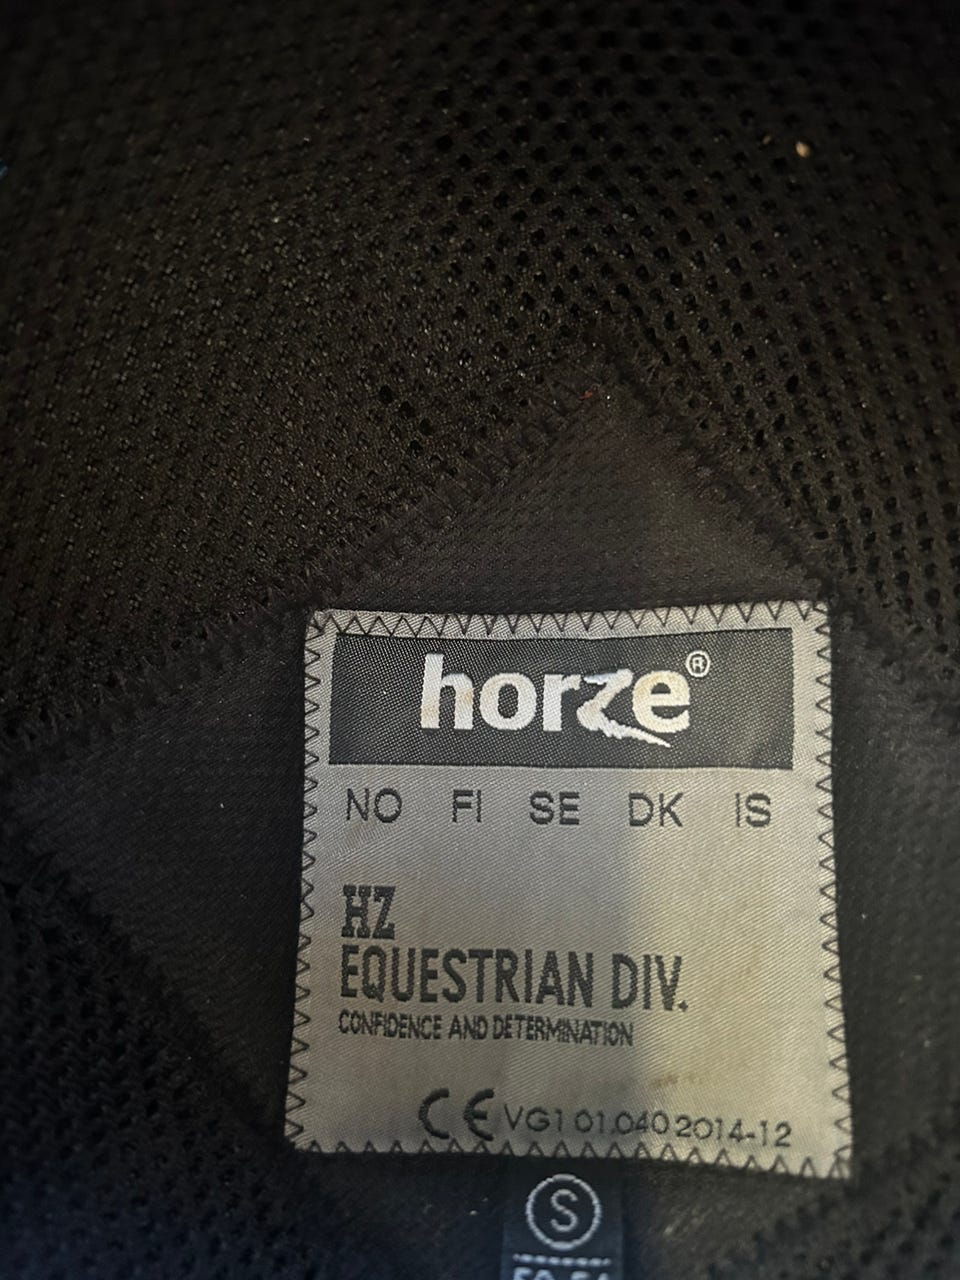 horze®
NO FI SE DK IS
HZ
EQUESTRIAN DIV.
CONFIDENCE AND DETERMINATION
CE VG1 01.040 2014-12
S